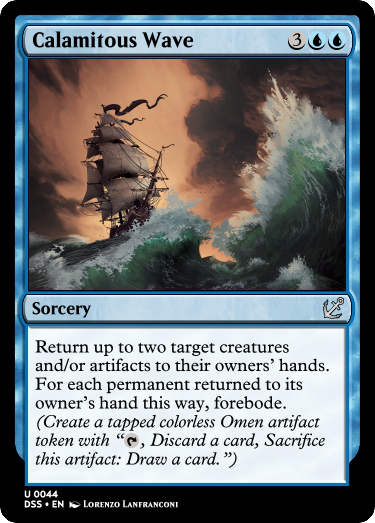 Calamitous Wave 3
Sorcery
Return up to two target creatures
and/or artifacts to their owners' hands.
For each permanent returned to its
owner's hand this way, forebode.
(Create a tapped colorless Omen artifact
token with “, Discard a card, Sacrifice
this artifact: Draw a card.”)
U 0044
DSS • EN Lorenzo Lanfranconi